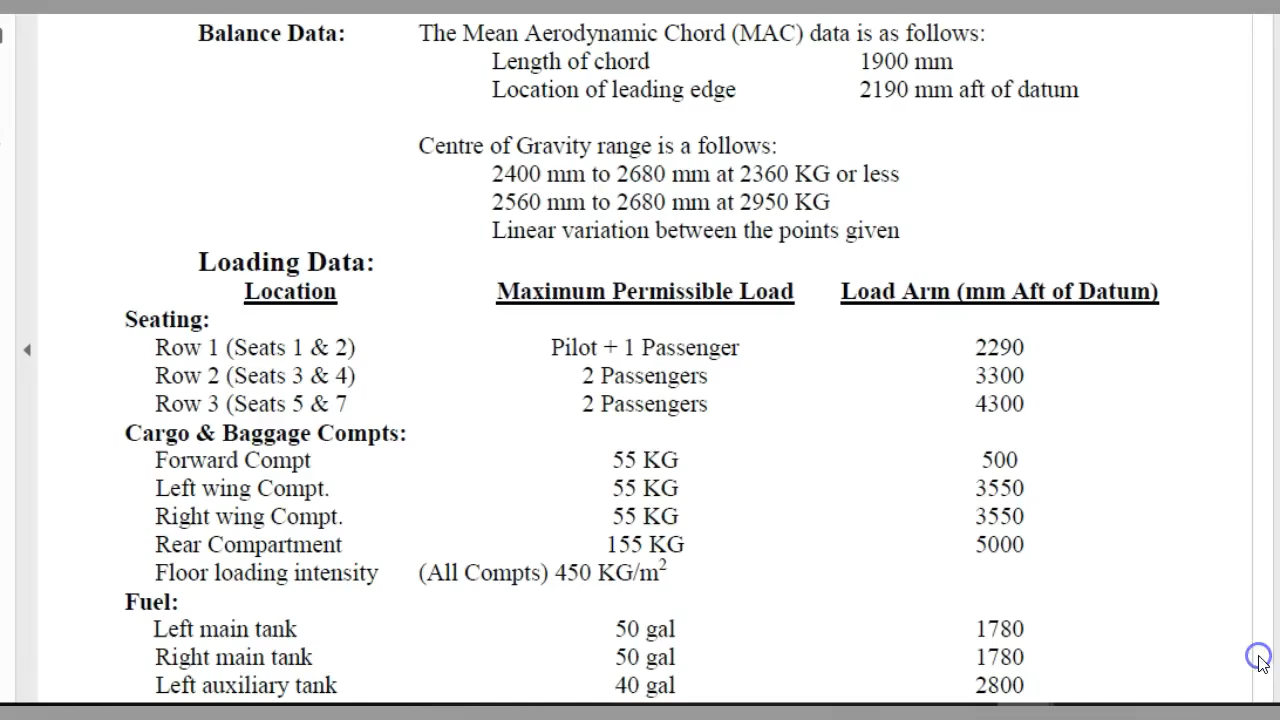 Balance Data: The Mean Aerodynamic Chord (MAC) data is as follows:
Length of chord 1900 mm
Location of leading edge 2190 mm aft of datum
Centre of Gravity range is a follows:
2400 mm to 2680 mm at 2360 KG or less
2560 mm to 2680 mm at 2950 KG
Linear variation between the points given
Loading Data:
Location Maximum Permissible Load Load Arm (mm Aft of Datum)
Seating:
Row 1 (Seats 1 & 2) Pilot + 1 Passenger 2290
Row 2 (Seats 3 & 4) 2 Passengers 3300
Row 3 (Seats 5 & 7 2 Passengers 4300
Cargo & Baggage Compts:
Forward Compt 55 KG 500
Left wing Compt. 55 KG 3550
Right wing Compt. 55 KG 3550
Rear Compartment 155 KG 5000
Floor loading intensity (All Compts) 450 KG/m²
Fuel:
Left main tank 50 gal 1780
Right main tank 50 gal 1780
Left auxiliary tank 40 gal 2800